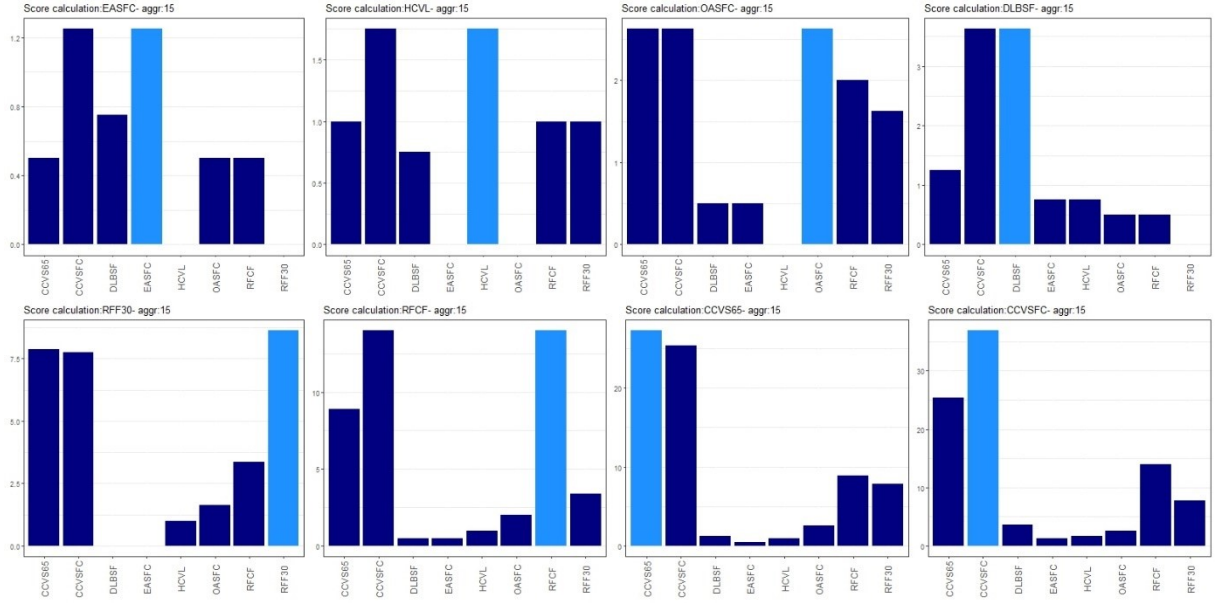 Score calculation:EASFC- aggr:15
1.2
0.8
0.4
0.0
CCVS65
CCVSFC
DLBSF
EASFC
HCVL
OASFC
RFCF
RFF30
Score calculation:HCVL- aggr:15
1.5
1.0
0.5
0.0
CCVS65
CCVSFC
DLBSF
EASFC
HCVL
OASFC
RFCF
RFF30
Score calculation:OASFC- aggr:15
2
1
0
CCVS65
CCVSFC
DLBSF
EASFC
HCVL
OASFC
RFCF
RFF30
Score calculation:DLBSF- aggr:15
3
2
1
0
CCVS65
CCVSFC
DLBSF
EASFC
HCVL
OASFC
RFCF
RFF30
Score calculation:RFF30- aggr:15
7.5
5.0
2.5
0.0
CCVS65
CCVSFC
DLBSF
EASFC
HCVL
OASFC
RFCF
RFF30
Score calculation:RFCF- aggr:15
10
5
0
CCVS65
CCVSFC
DLBSF
EASFC
HCVL
OASFC
RFCF
RFF30
Score calculation:CCVS65- aggr:15
20
10
0
CCVS65
CCVSFC
DLBSF
EASFC
HCVL
OASFC
RFCF
RFF30
Score calculation:CCVSFC- aggr:15
30
20
10
0
CCVS65
CCVSFC
DLBSF
EASFC
HCVL
OASFC
RFCF
RFF30